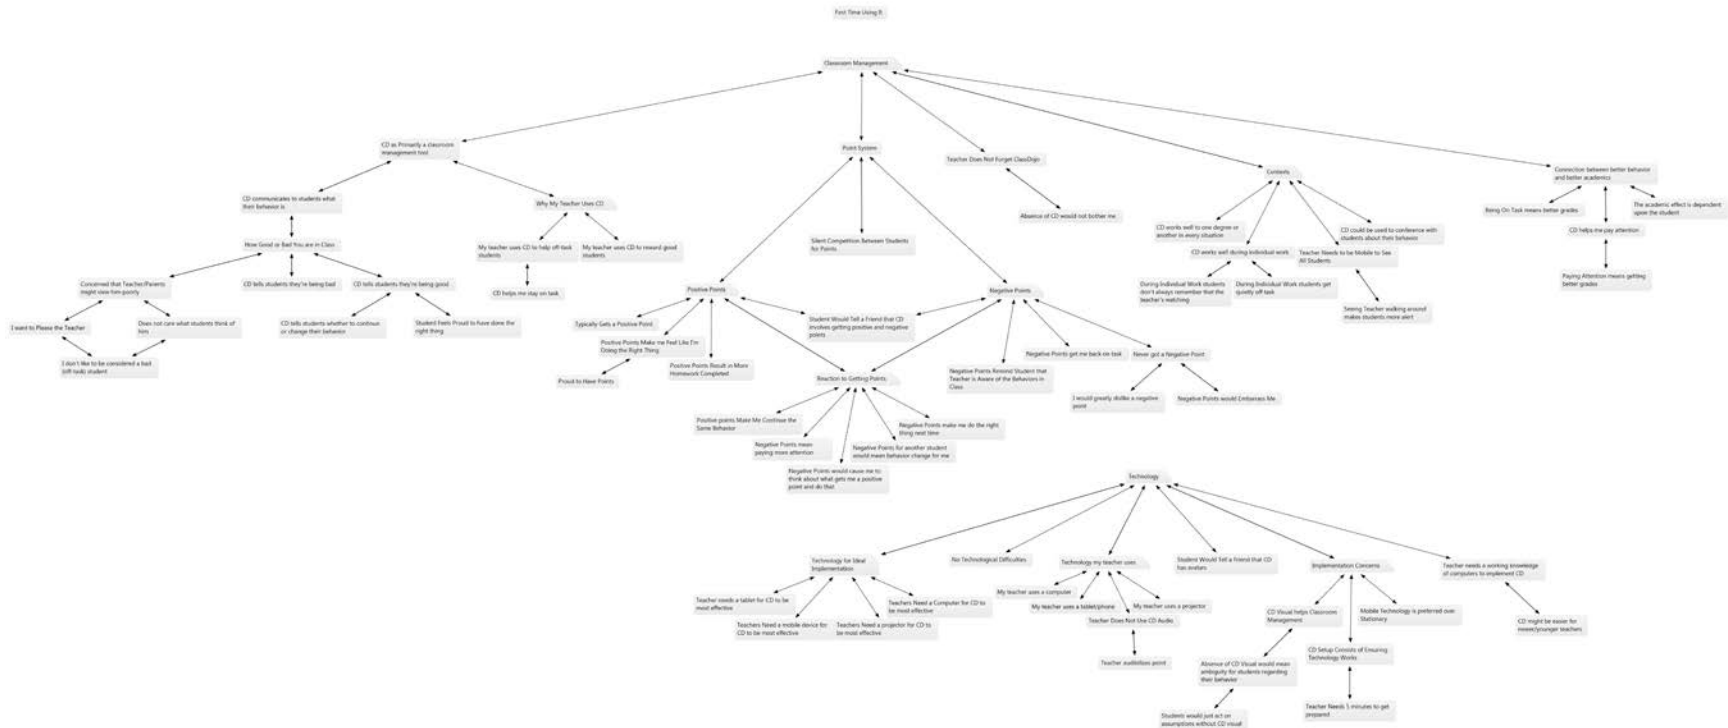 First Time Using It
Classroom Management
CD as Primarily a classroom
management tool
Point System
Teacher Does Not Forget ClassDojo
Contexts
Connection between better behavior
and better academics
CD communicates to students what
their behavior is
Why My Teacher Uses CD
Absence of CD would not bother me
Being On Task means better grades
The academic effect is dependent
upon the student
CD works well to one degree or
another in every situation
CD could be used to conference with
students about their behavior
CD helps me pay attention
How Good or Bad You are in Class
My teacher uses CD to help off-task
students
My teacher uses CD to reward good
students
Silent Competition Between Students
for Points
CD works well during individual work
Teacher Needs to be Mobile to See
All Students
Concerned that Teacher/Parents
might view him poorly
CD tells students they're being bad
CD tells students they're being good
CD helps me stay on task
Positive Points
Negative Points
During Individual Work students
don't always remember that the
teacher's watching
During Individual Work students get
quietly off task
Paying Attention means getting
better grades
Seeing Teacher walking around
makes students more alert
I want to Please the Teacher
Does not care what students think of
him
CD tells students whether to continue
or change their behavior
Student Feels Proud to have done the
right thing
Typically Gets a Positive Point
Student Would Tell a Friend that CD
involves getting positive and negative
points
I don't like to be considered a bad
(off task) student
Positive Points Make me Feel Like I'm
Doing the Right Thing
Positive Points Result in More
Homework Completed
Negative Points get me back on task
Never got a Negative Point
Proud to Have Points
Reaction to Getting Points
Negative Points Remind Student that
Teacher is Aware of the Behaviors in
Class
I would greatly dislike a negative
point
Negative Points would Embarrass Me
Positive points Make Me Continue the
Same Behavior
Negative Points make me do the right
thing next time
Negative Points mean
paying more attention
Negative Points for another student
would mean behavior change for me
Negative Points would cause me to
think about what gets me a positive
point and do that
Technology
Technology for Ideal
Implementation
No Technological Difficulties
Technology my teacher uses
Student Would Tell a Friend that CD
has avatars
Implementation Concerns
Teacher needs a working knowledge
of computers to implement CD
Teacher needs a tablet for CD to be
most effective
Teachers Need a Computer for CD to
be most effective
My teacher uses a computer
My teacher uses a tablet/phone
My teacher uses a projector
CD Visual helps Classroom
Management
Mobile Technology is preferred over
Stationary
Teachers Need a mobile device for
CD to be most effective
Teachers Need a projector for CD to
be most effective
Teacher Does Not Use CD Audio
CD might be easier for
newer/younger teachers
CD Setup Consists of Ensuring
Technology Works
Absence of CD Visual would mean
ambiguity for students regarding
their behavior
Teacher point
Teacher Needs 5 minutes to get
prepared
Students would just act on
assumptions without CD visual